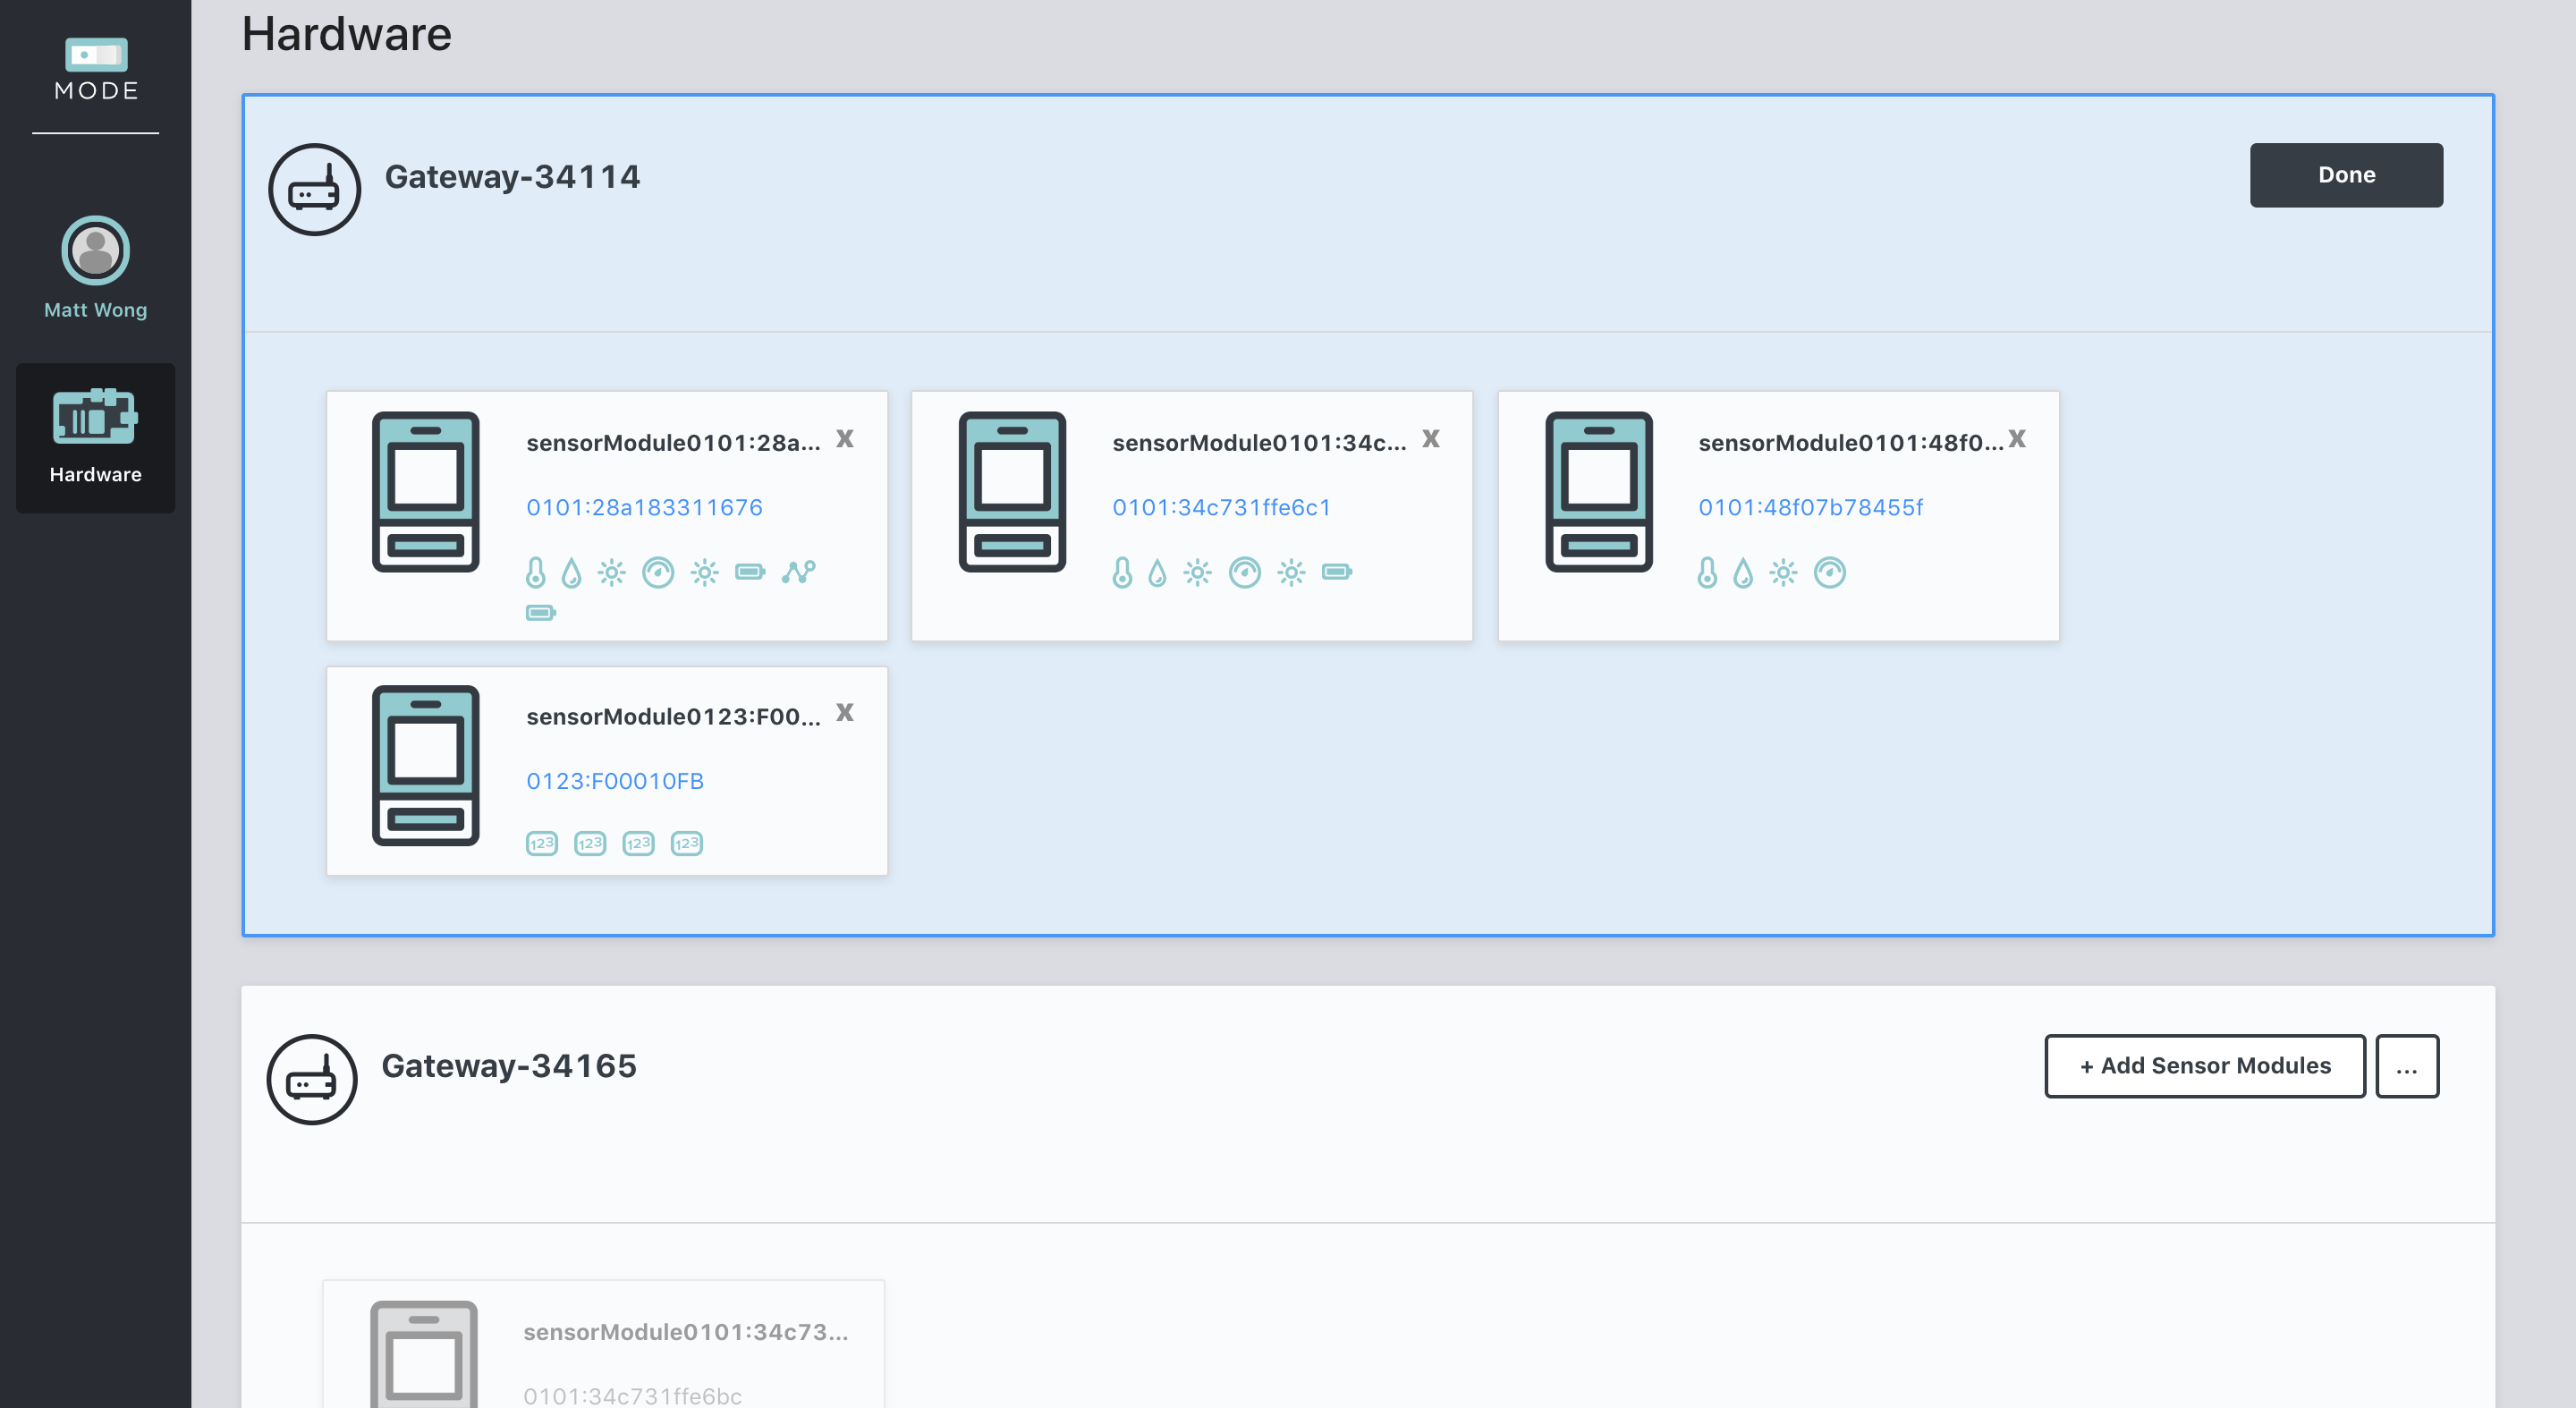 Hardware
MODE
Matt Wong
Hardware
Gateway-34114
Done
sensorModule0101:28a... X
0101:28a183311676
sensorModule0101:34c... X
0101:34c731ffe6c1
sensorModule0101:48f0... X
0101:48f07b78455f
sensorModule0123:F00... X
0123:F00010FB
123 123 123 123
Gateway-34165
+ Add Sensor Modules
...
sensorModule0101:34c73...
0101:34c731ffe6bc